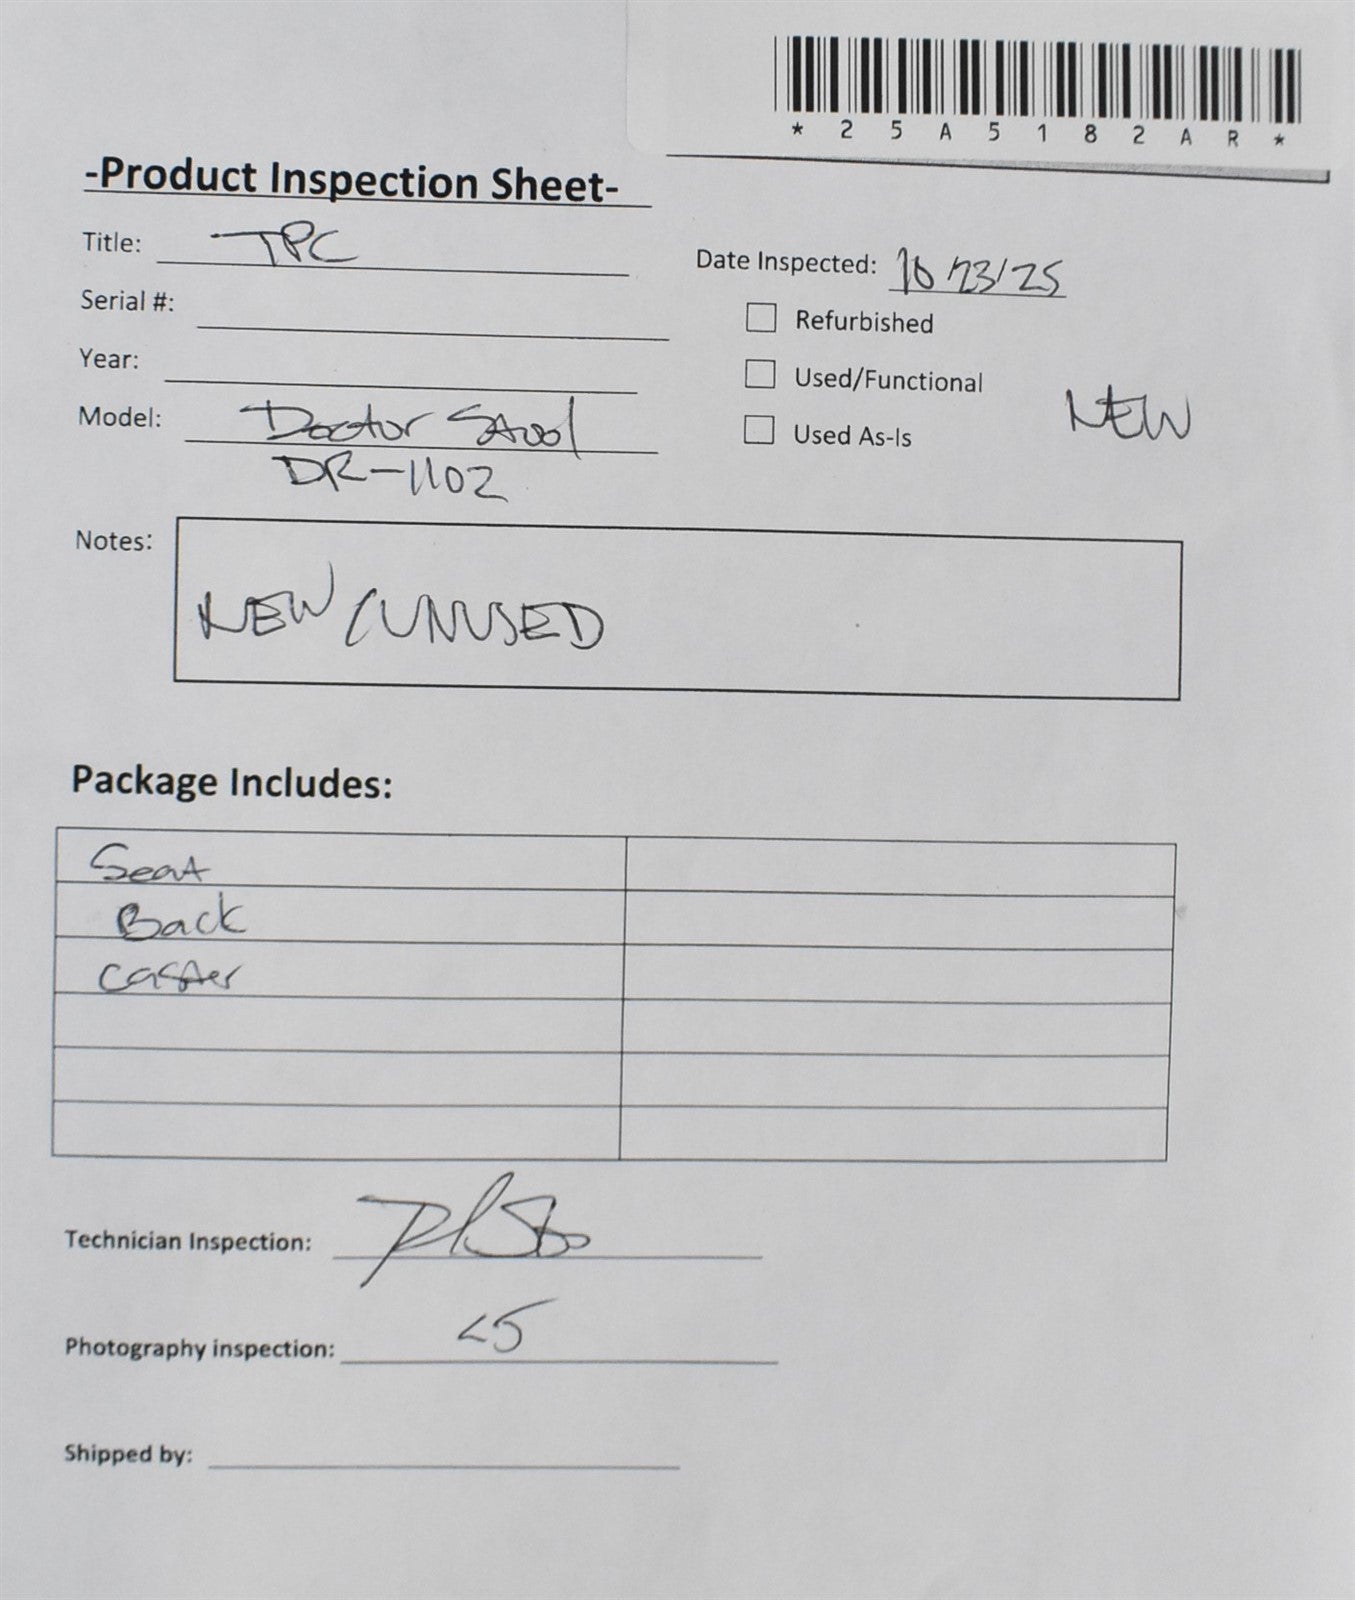 * 2 5 A 5 1 8 2 A R *
-Product Inspection Sheet-
Title: TPC
Date Inspected: 10/23/25
Serial #:
Refurbished
Year:
Used/Functional
NEW
Model: Doctor Stool
Used As-Is
DR-1102
Notes:
NEW/UNUSED
Package Includes:
Seat
Back
Caster
Technician Inspection:
Photography inspection:
Shipped by: